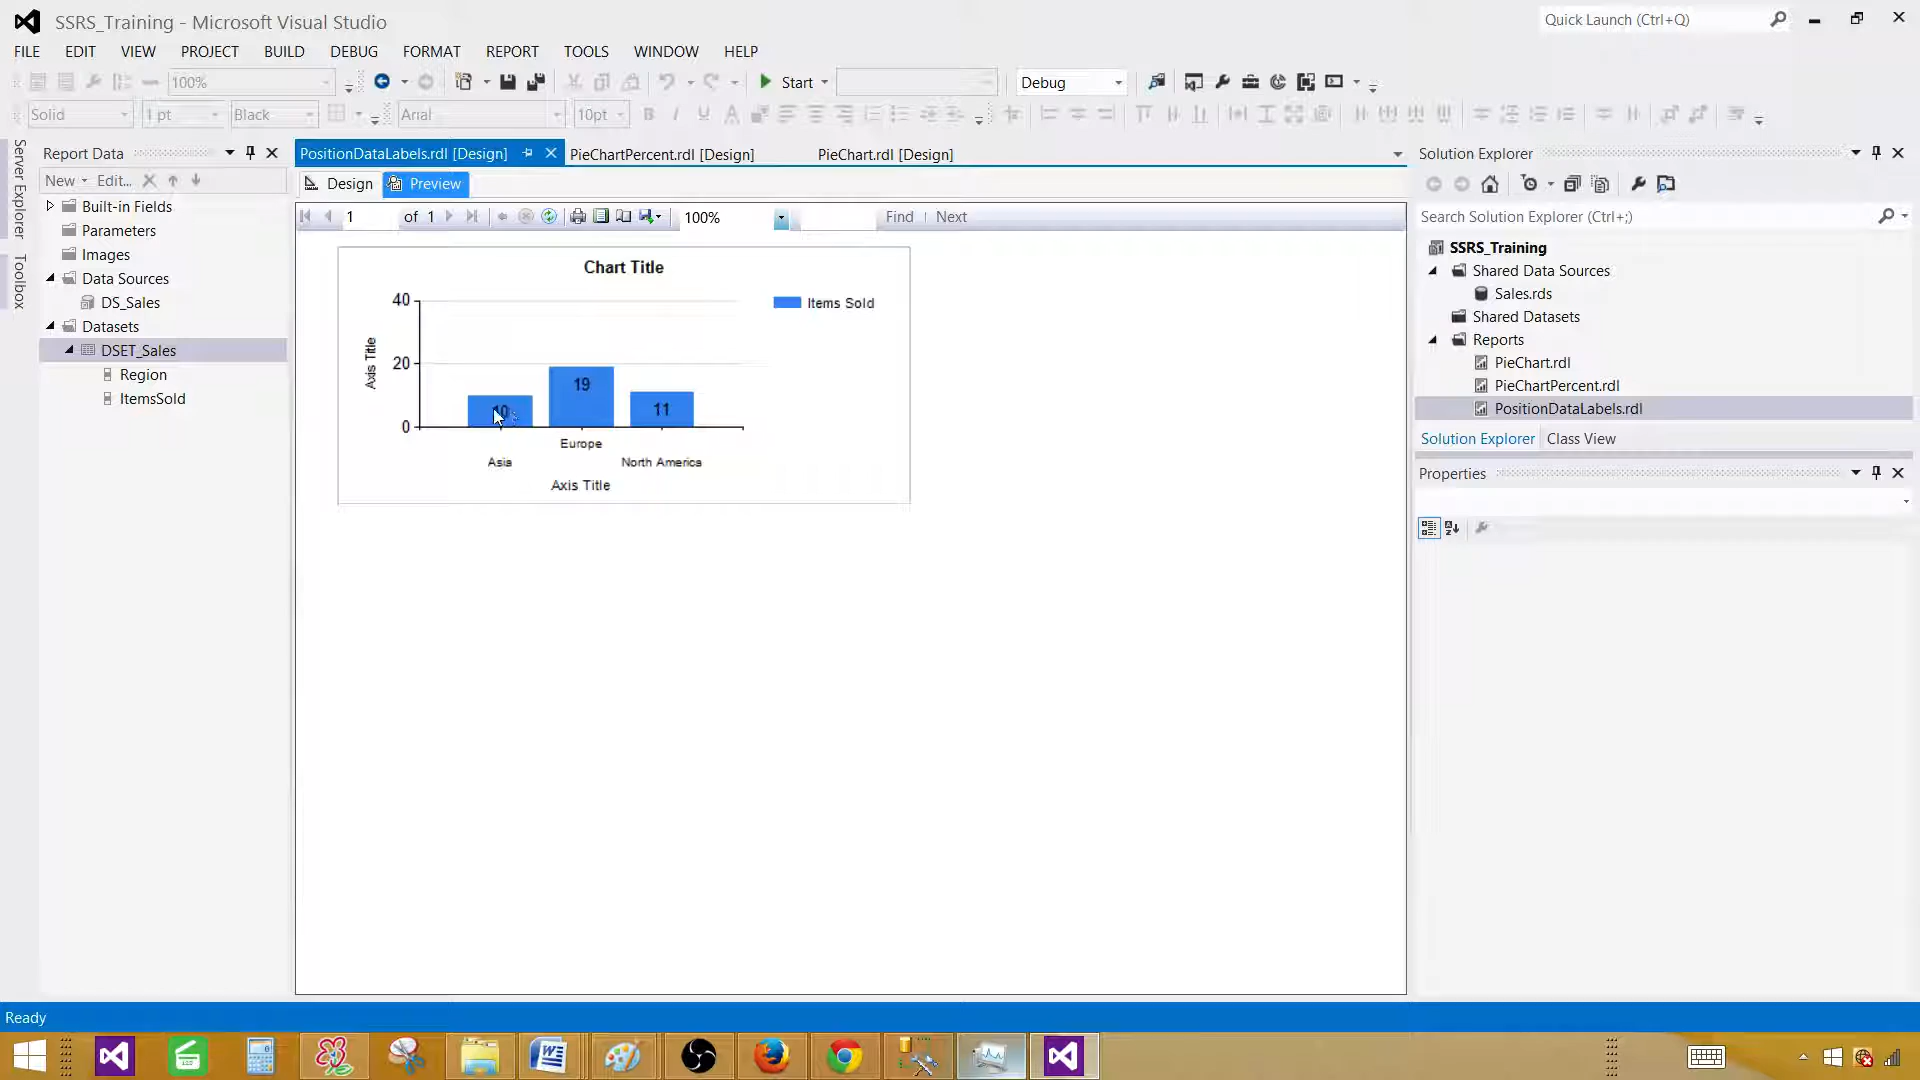 SSRS_Training - Microsoft Visual Studio
Quick Launch (Ctrl+Q)
FILE EDIT VIEW PROJECT BUILD DEBUG FORMAT REPORT TOOLS WINDOW HELP
100% Start Debug
Solid 1 pt Black Arial 10pt B I U A
Server Explorer
Toolbox
Report Data
New Edit...
Built-in Fields
Parameters
Images
Data Sources
DS_Sales
Datasets
DSET_Sales
Region
ItemsSold
PositionDataLabels.rdl [Design] PieChartPercent.rdl [Design] PieChart.rdl [Design]
Design Preview
1 of 1 100% Find | Next
Chart Title
Items Sold
Axis Title
40
20
0
10 19 11
Europe
Asia North America
Axis Title
Solution Explorer
Search Solution Explorer (Ctrl+;)
SSRS_Training
Shared Data Sources
Sales.rds
Shared Datasets
Reports
PieChart.rdl
PieChartPercent.rdl
PositionDataLabels.rdl
Solution Explorer Class View
Properties
Ready